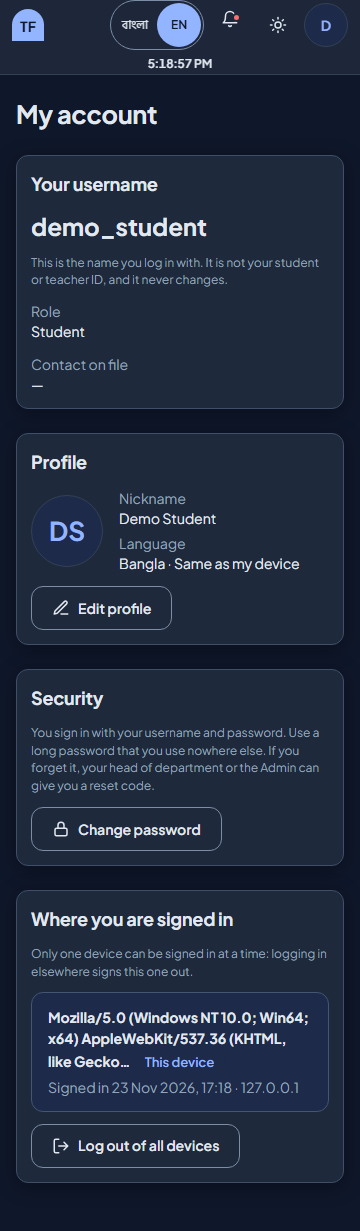 TF
বাংলা
EN
D
5:18:57 PM
My account
Your username
demo_student
This is the name you log in with. It is not your student
or teacher ID, and it never changes.
Role
Student
Contact on file
—
Profile
DS
Nickname
Demo Student
Language
Bangla · Same as my device
Edit profile
Security
You sign in with your username and password. Use a
long password that you use nowhere else. If you
forget it, your head of department or the Admin can
give you a reset code.
Change password
Where you are signed in
Only one device can be signed in at a time: logging in
elsewhere signs this one out.
Mozilla/5.0 (Windows NT 10.0; Win64;
x64) AppleWebKit/537.36 (KHTML,
like Gecko… This device
Signed in 23 Nov 2026, 17:18 · 127.0.0.1
Log out of all devices